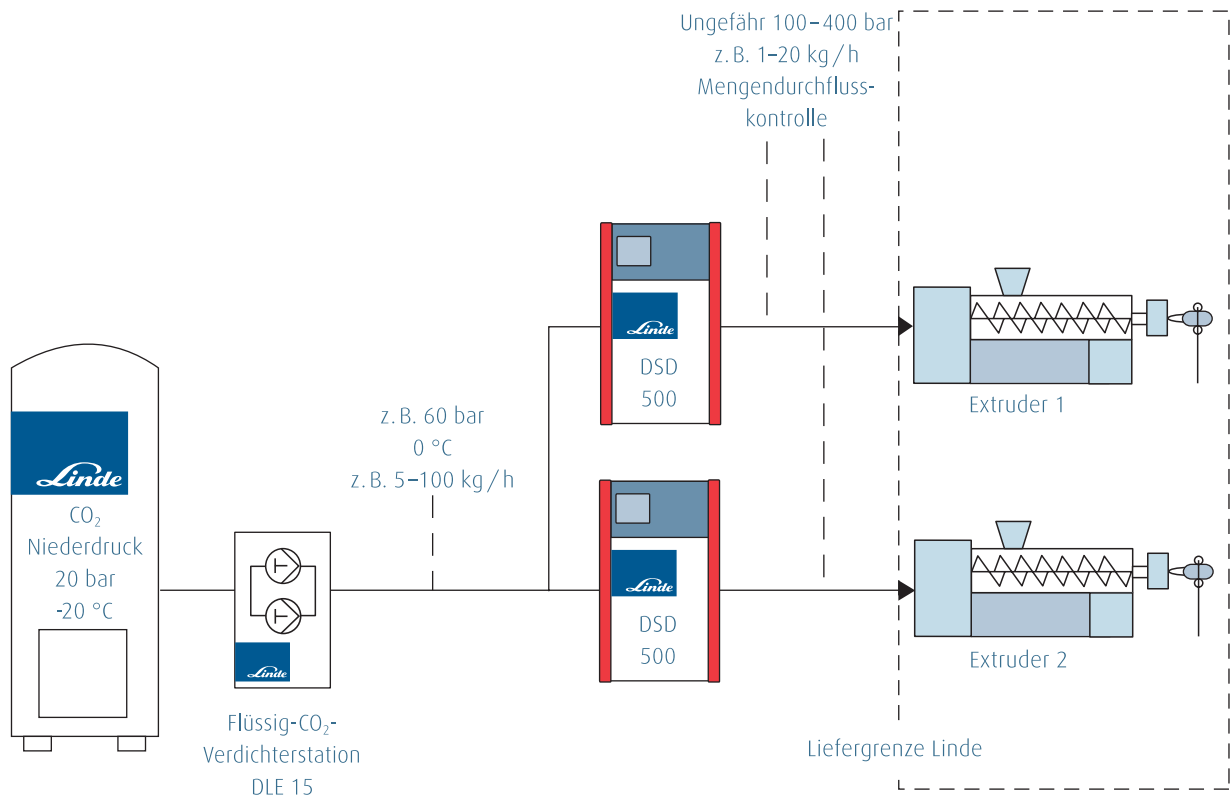 Ungefähr 100–400 bar
z.B. 1–20 kg/h
Mengendurchfluss-
kontrolle
Linde
DSD
500
Extruder 1
z.B. 60 bar
0 °C
z.B. 5–100 kg/h
Linde
CO₂
Niederdruck
20 bar
-20 °C
Linde
DSD
500
Extruder 2
Linde
Flüssig-CO₂-
Verdichterstation
DLE 15
Liefergrenze Linde